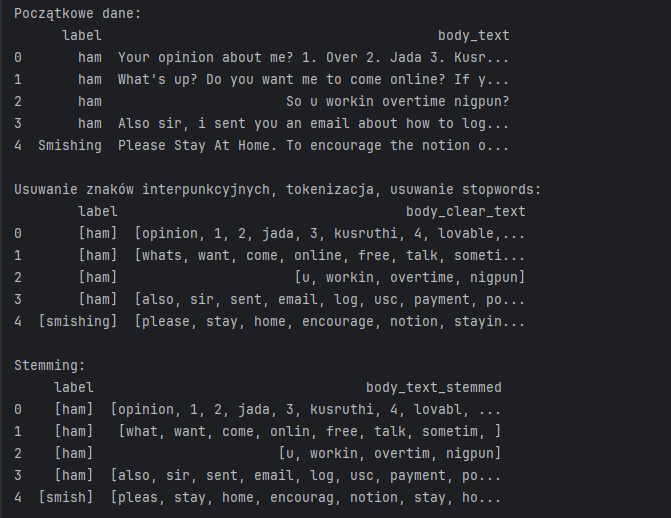 Początkowe dane:
label body_text
0 ham Your opinion about me? 1. Over 2. Jada 3. Kusr...
1 ham What's up? Do you want me to come online? If y...
2 ham So u workin overtime nigpun?
3 ham Also sir, i sent you an email about how to log...
4 Smishing Please Stay At Home. To encourage the notion o...
Usuwanie znaków interpunkcyjnych, tokenizacja, usuwanie stopwords:
label body_clear_text
0 [ham] [opinion, 1, 2, jada, 3, kusruthi, 4, lovable,...
1 [ham] [whats, want, come, online, free, talk, someti...
2 [ham] [u, workin, overtime, nigpun]
3 [ham] [also, sir, sent, email, log, usc, payment, po...
4 [smishing] [please, stay, home, encourage, notion, stayin...
Stemming:
label body_text_stemmed
0 [ham] [opinion, 1, 2, jada, 3, kusruthi, 4, lovabl, ...
1 [ham] [what, want, come, onlin, free, talk, sometim, ]
2 [ham] [u, workin, overtim, nigpun]
3 [ham] [also, sir, sent, email, log, usc, payment, po...
4 [smish] [pleas, stay, home, encourag, notion, stay, ho...